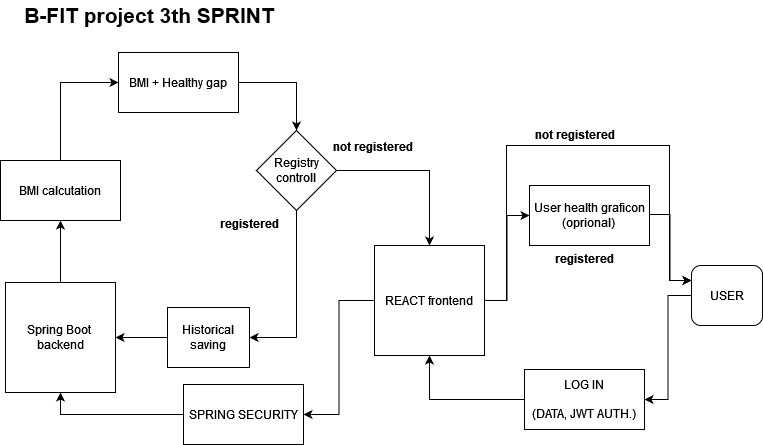 B-FIT project 3th SPRINT
BMI + Healthy gap
not registered
not registered
Registry
controll
BMI calcutation
User health graficon
(oprional)
registered
registered
USER
REACT frontend
Spring Boot
backend
Historical
saving
LOG IN
(DATA, JWT AUTH.)
SPRING SECURITY